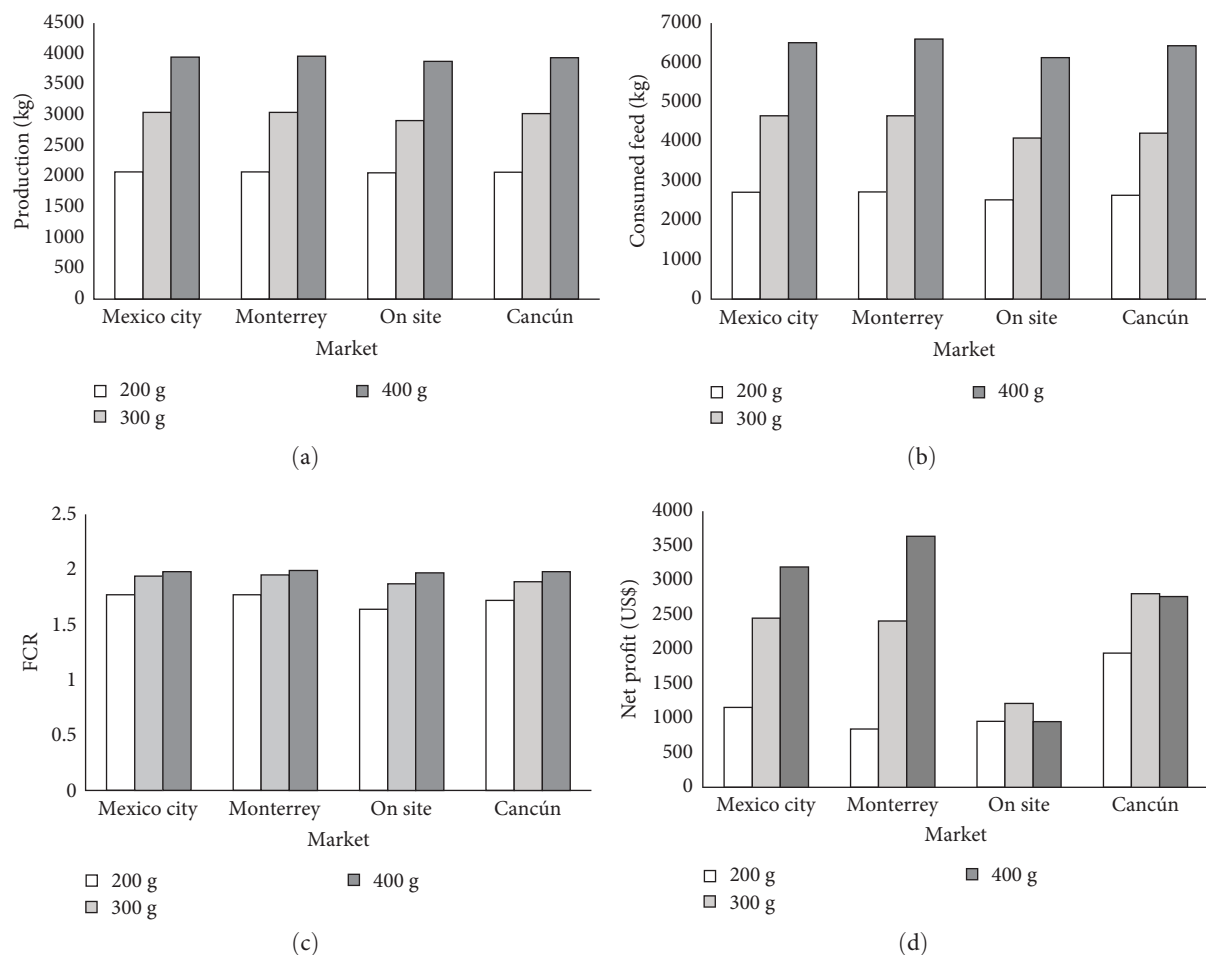 4500
4000
3500
3000
2500
2000
1500
1000
500
0
Production (kg)
Mexico city Monterrey On site Cancún
Market
200 g 400 g
300 g
(a)
7000
6000
5000
4000
3000
2000
1000
0
Consumed feed (kg)
Mexico city Monterrey On site Cancún
Market
200 g 400 g
300 g
(b)
2.5
2
1.5
1
0.5
0
FCR
Mexico city Monterrey On site Cancún
Market
200 g 400 g
300 g
(c)
4000
3500
3000
2500
2000
1500
1000
500
0
Net profit (US$)
Mexico city Monterrey On site Cancún
Market
200 g 400 g
300 g
(d)